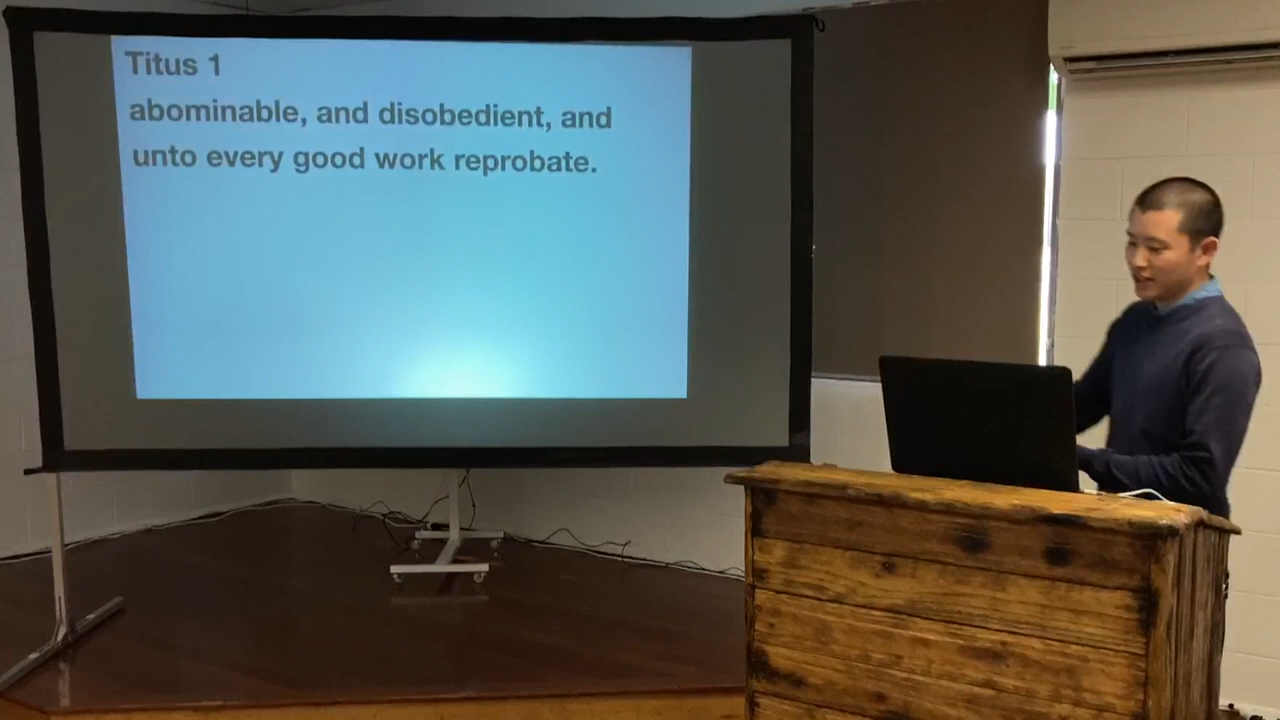 Titus 1
abominable, and disobedient, and
unto every good work reprobate.